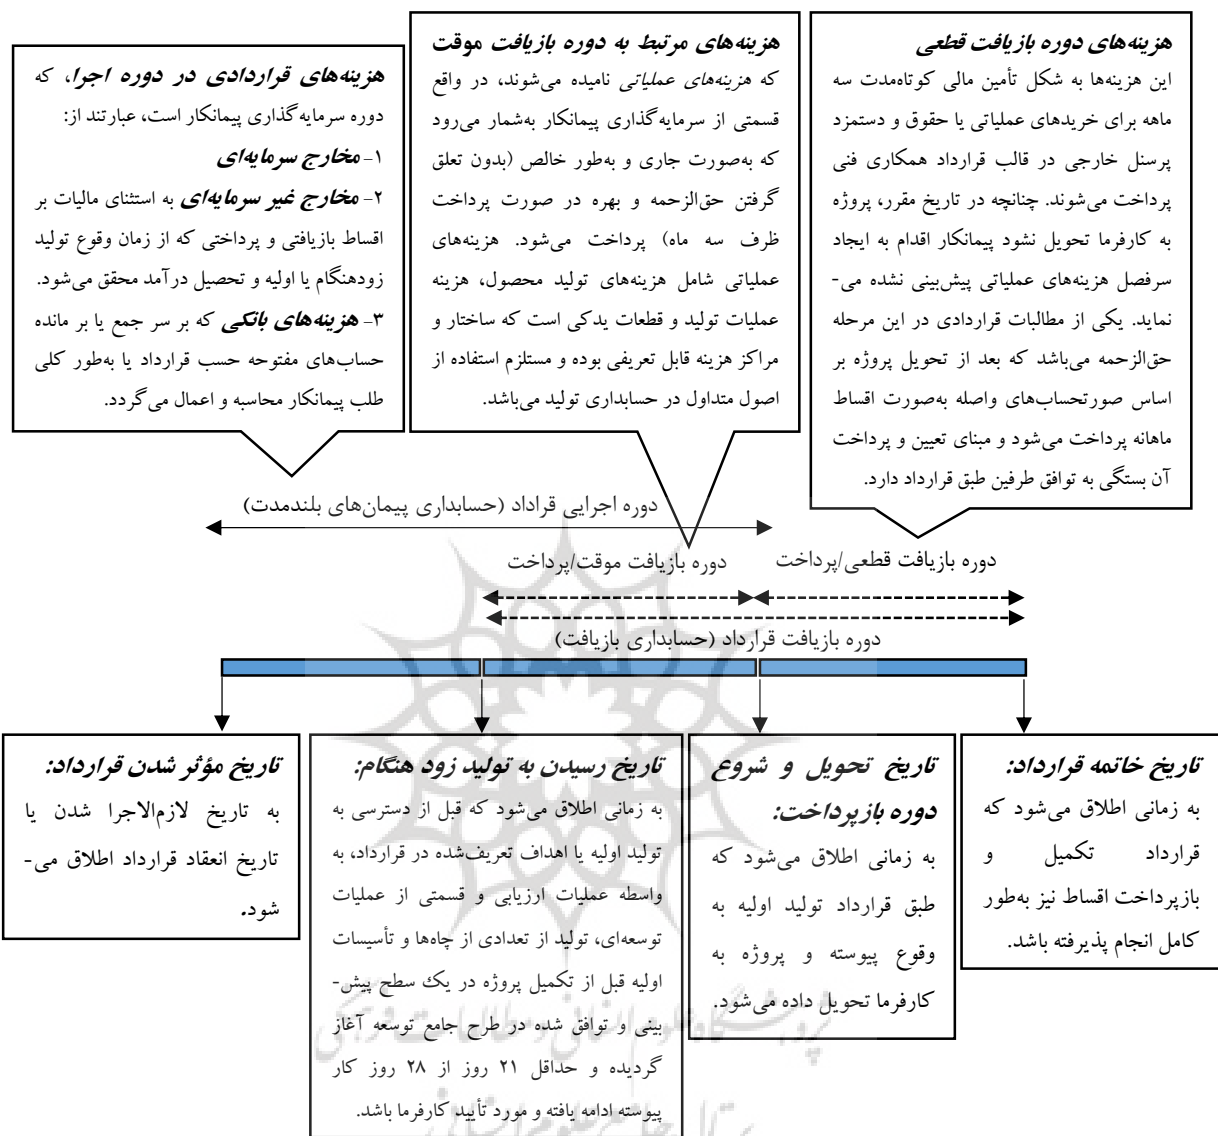 هزینه‌های دوره بازیافت قطعی
این هزینه‌ها به شکل تأمین مالی کوتاه‌مدت سه
ماهه برای خریدهای عملیاتی یا حقوق و دستمزد
پرسنل خارجی در قالب قرارداد همکاری فنی
پرداخت می‌شوند. چنانچه در تاریخ مقرر، پروژه
به کارفرما تحویل نشود پیمانکار اقدام به ایجاد
سرفصل هزینه‌های عملیاتی پیش‌بینی نشده می-
نماید. یکی از مطالبات قراردادی در این مرحله
حق‌الزحمه می‌باشد که بعد از تحویل پروژه بر
اساس صورتحساب‌های واصله به‌صورت اقساط
ماهانه پرداخت می‌شود و مبنای تعیین و پرداخت
آن بستگی به توافق طرفین طبق قرارداد دارد.
هزینه‌های مرتبط به دوره بازیافت موقت
که هزینه‌های عملیاتی نامیده می‌شوند، در واقع
قسمتی از سرمایه‌گذاری پیمانکار به‌شمار می‌رود
که به‌صورت جاری و به‌طور خالص (بدون تعلق
گرفتن حق‌الزحمه و بهره در صورت پرداخت
ظرف سه ماه) پرداخت می‌شود. هزینه‌های
عملیاتی شامل هزینه‌های تولید محصول، هزینه
عملیات تولید و قطعات یدکی است که ساختار و
مراکز هزینه قابل تعریفی بوده و مستلزم استفاده از
اصول متداول در حسابداری تولید می‌باشد.
هزینه‌های قراردادی در دوره اجرا، که
دوره سرمایه‌گذاری پیمانکار است، عبارتند از:
۱- مخارج سرمایه‌ای
۲- مخارج غیر سرمایه‌ای به استثنای مالیات بر
اقساط بازیافتی و پرداختی که از زمان وقوع تولید
زودهنگام یا اولیه و تحصیل درآمد محقق می‌شود.
۳- هزینه‌های بانکی که بر سر جمع یا بر مانده
حساب‌های مفتوحه حسب قرارداد یا به‌طور کلی
طلب پیمانکار محاسبه و اعمال می‌گردد.
دوره اجرایی قراداد (حسابداری پیمان‌های بلندمدت)
دوره بازیافت قطعی/پرداخت
دوره بازیافت موقت/پرداخت
دوره بازیافت قرارداد (حسابداری بازیافت)
تاریخ خاتمه قرارداد:
به زمانی اطلاق می‌شود که
قرارداد تکمیل و
بازپرداخت اقساط نیز به‌طور
کامل انجام پذیرفته باشد.
تاریخ تحویل و شروع
دوره بازپرداخت:
به زمانی اطلاق می‌شود که
طبق قرارداد تولید اولیه به
وقوع پیوسته و پروژه به
کارفرما تحویل داده می‌شود.
تاریخ رسیدن به تولید زود هنگام:
به زمانی اطلاق می‌شود که قبل از دسترسی به
تولید اولیه یا اهداف تعریف‌شده در قرارداد، به
واسطه عملیات ارزیابی و قسمتی از عملیات
توسعه‌ای، تولید از تعدادی از چاه‌ها و تأسیسات
اولیه قبل از تکمیل پروژه در یک سطح پیش-
بینی و توافق شده در طرح جامع توسعه آغاز
گردیده و حداقل ۲۱ روز از ۲۸ روز کار
پیوسته ادامه یافته و مورد تأیید کارفرما باشد.
تاریخ مؤثر شدن قرارداد:
به تاریخ لازم‌الاجرا شدن یا
تاریخ انعقاد قرارداد اطلاق می-
شود.